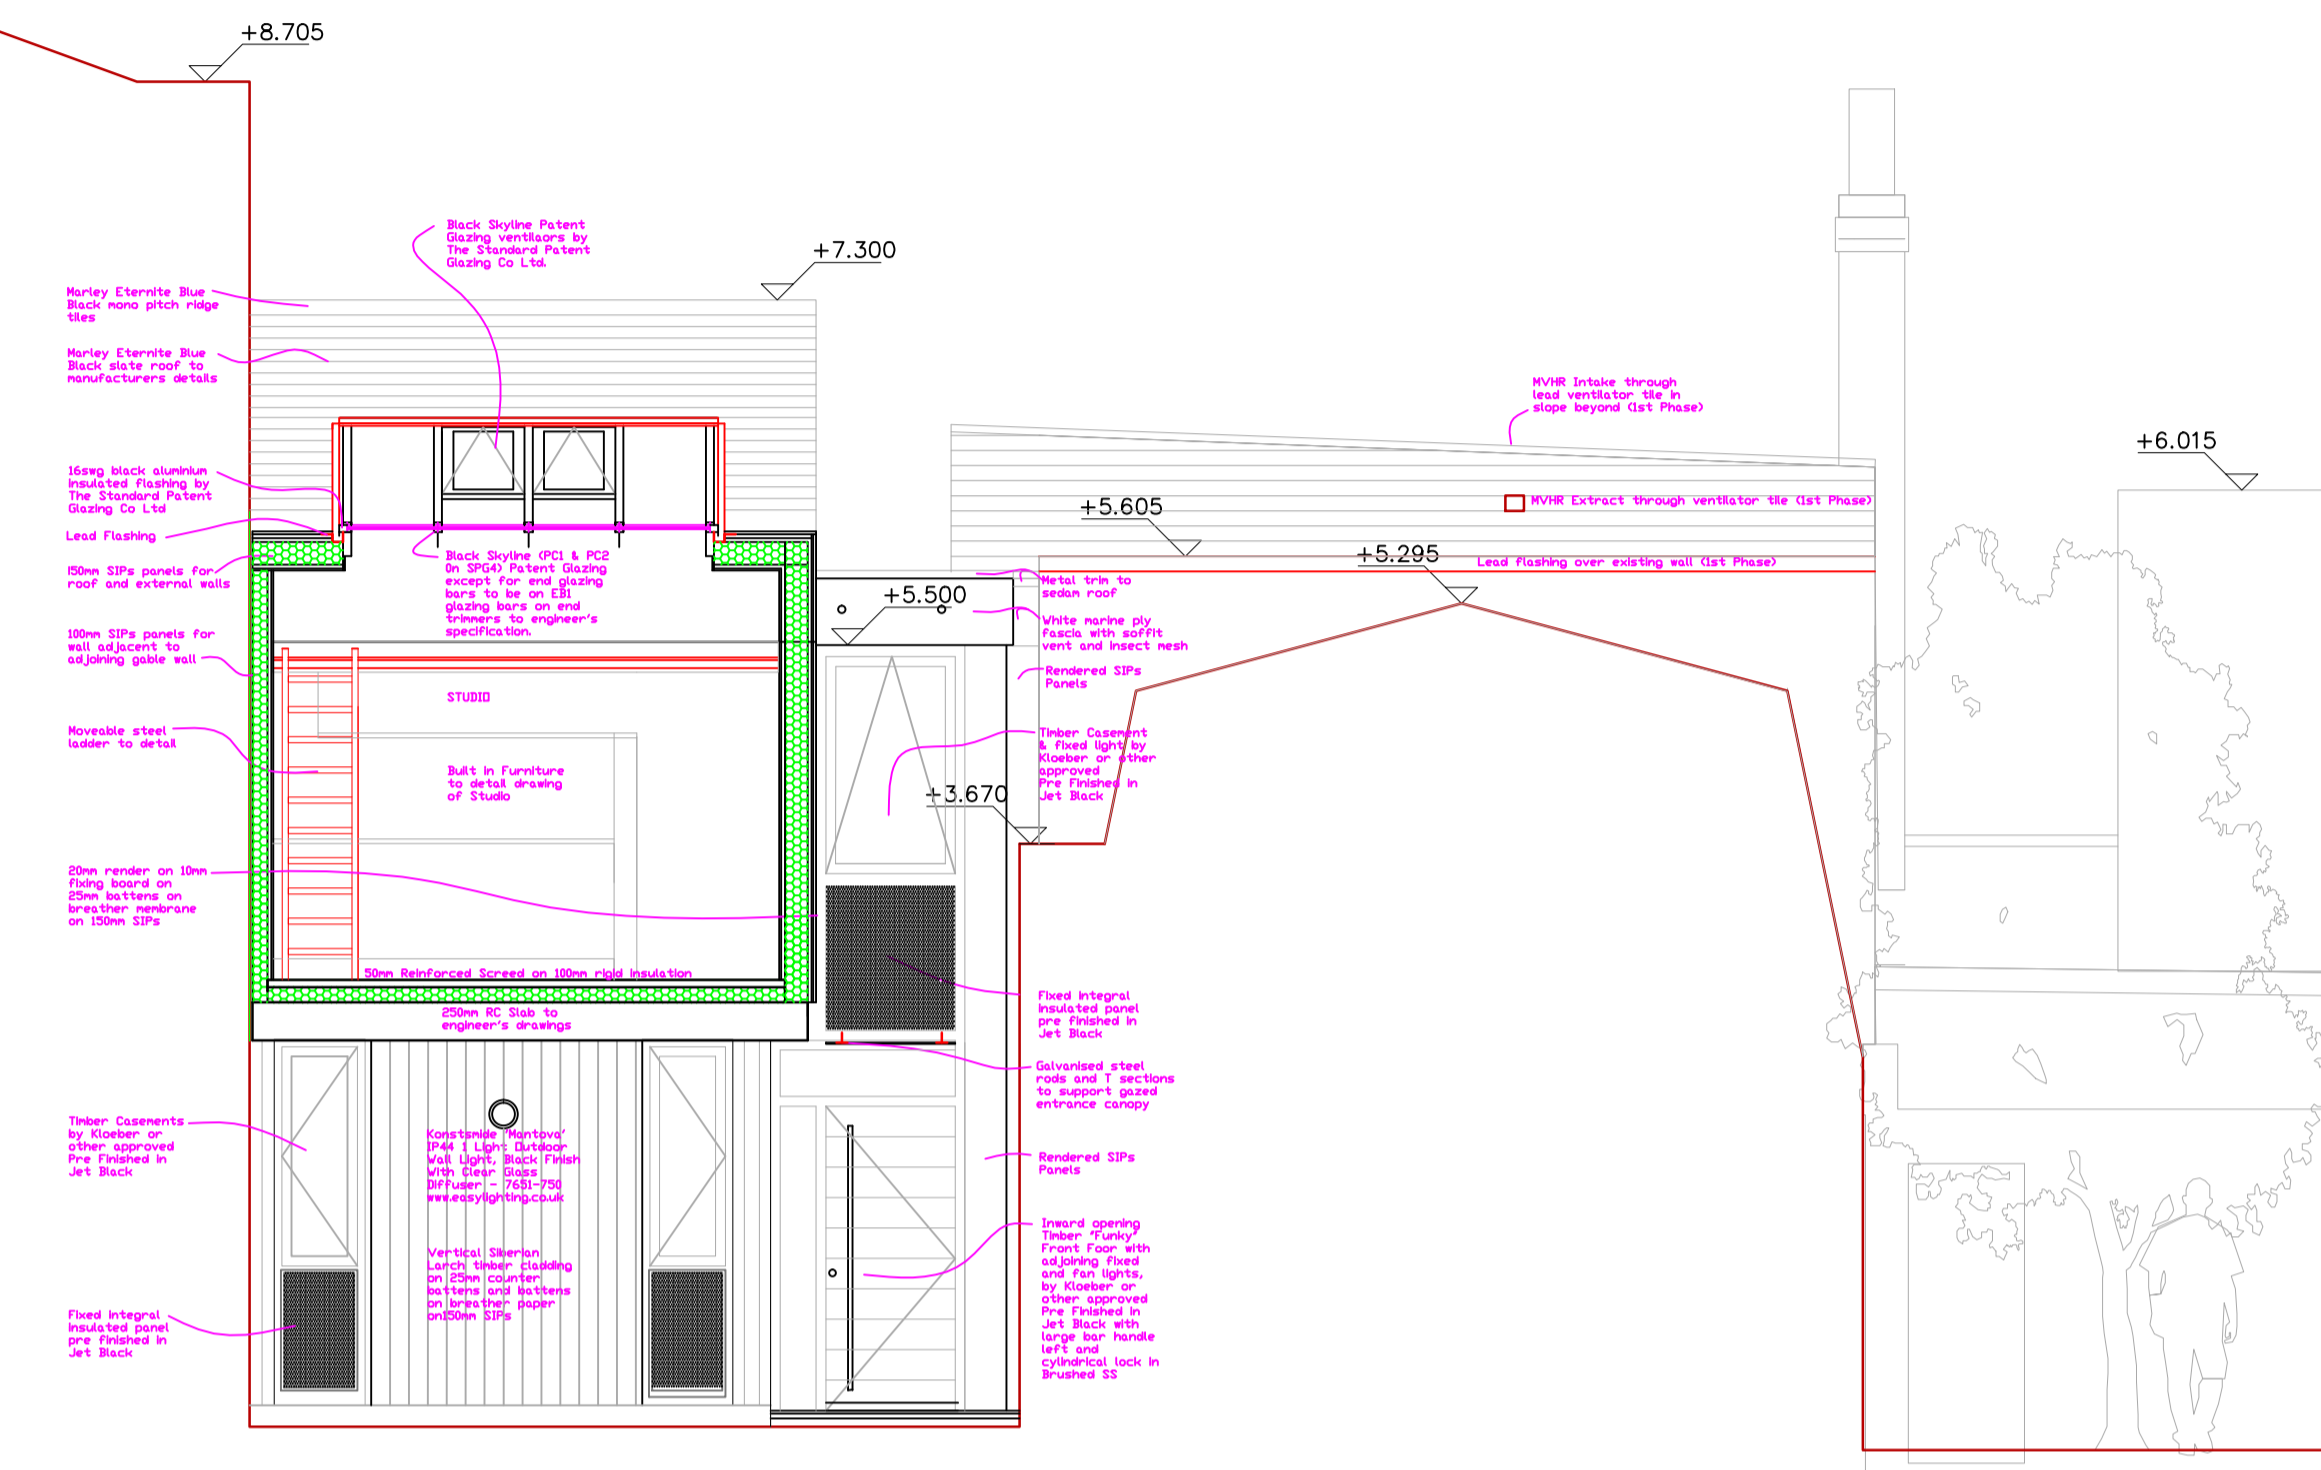 +8.705
Black Skyline Patent
Glazing ventilaors by
The Standard Patent
Glazing Co Ltd.
+7.300
Marley Eternite Blue
Black mono pitch ridge
tiles
Marley Eternite Blue
Black slate roof to
manufacturers details
MVHR Intake through
lead ventilator tile in
slope beyond (1st Phase)
+6.015
16swg black aluminium
insulated flashing by
The Standard Patent
Glazing Co Ltd
Lead Flashing
MVHR Extract through ventilator tile (1st Phase)
+5.605
+5.295
Lead flashing over existing wall (1st Phase)
150mm SIPs panels for
roof and external walls
Black Skyline (PC1 & PC2
On SPG4) Patent Glazing
except for end glazing
bars to be on EB1
glazing bars on end
trimmers to engineer's
specification.
+5.500
Metal trim to
sedam roof
White marine ply
fascia with soffit
vent and insect mesh
Rendered SIPs
Panels
100mm SIPs panels for
wall adjacent to
adjoining gable wall
STUDIO
Moveable steel
ladder to detail
Built in Furniture
to detail drawing
of Studio
Timber Casement
& fixed light by
Kloeber or other
approved
Pre Finished in
Jet Black
+3.670
20mm render on 10mm
fixing board on
25mm battens on
breather membrane
on 150mm SIPs
50mm Reinforced Screed on 100mm rigid insulation
250mm RC Slab to
engineer's drawings
Fixed integral
insulated panel
pre finished in
Jet Black
Galvanised steel
rods and T sections
to support gazed
entrance canopy
Timber Casements
by Kloeber or
other approved
Pre Finished in
Jet Black
Konstsmide 'Mantova'
IP44 1 Light Outdoor
Wall Light, Black Finish
With Clear Glass
Diffuser - 7651-750
www.easylighting.co.uk
Rendered SIPs
Panels
Vertical Siberian
Larch timber cladding
on 25mm counter
battens and battens
on breather paper
on150mm SIPs
Inward opening
Timber "Funky"
Front Foor with
adjoining fixed
and fan lights,
by Kloeber or
other approved
Pre Finished in
Jet Black with
large bar handle
left and
cylindrical lock in
Brushed SS
Fixed integral
insulated panel
pre finished in
Jet Black